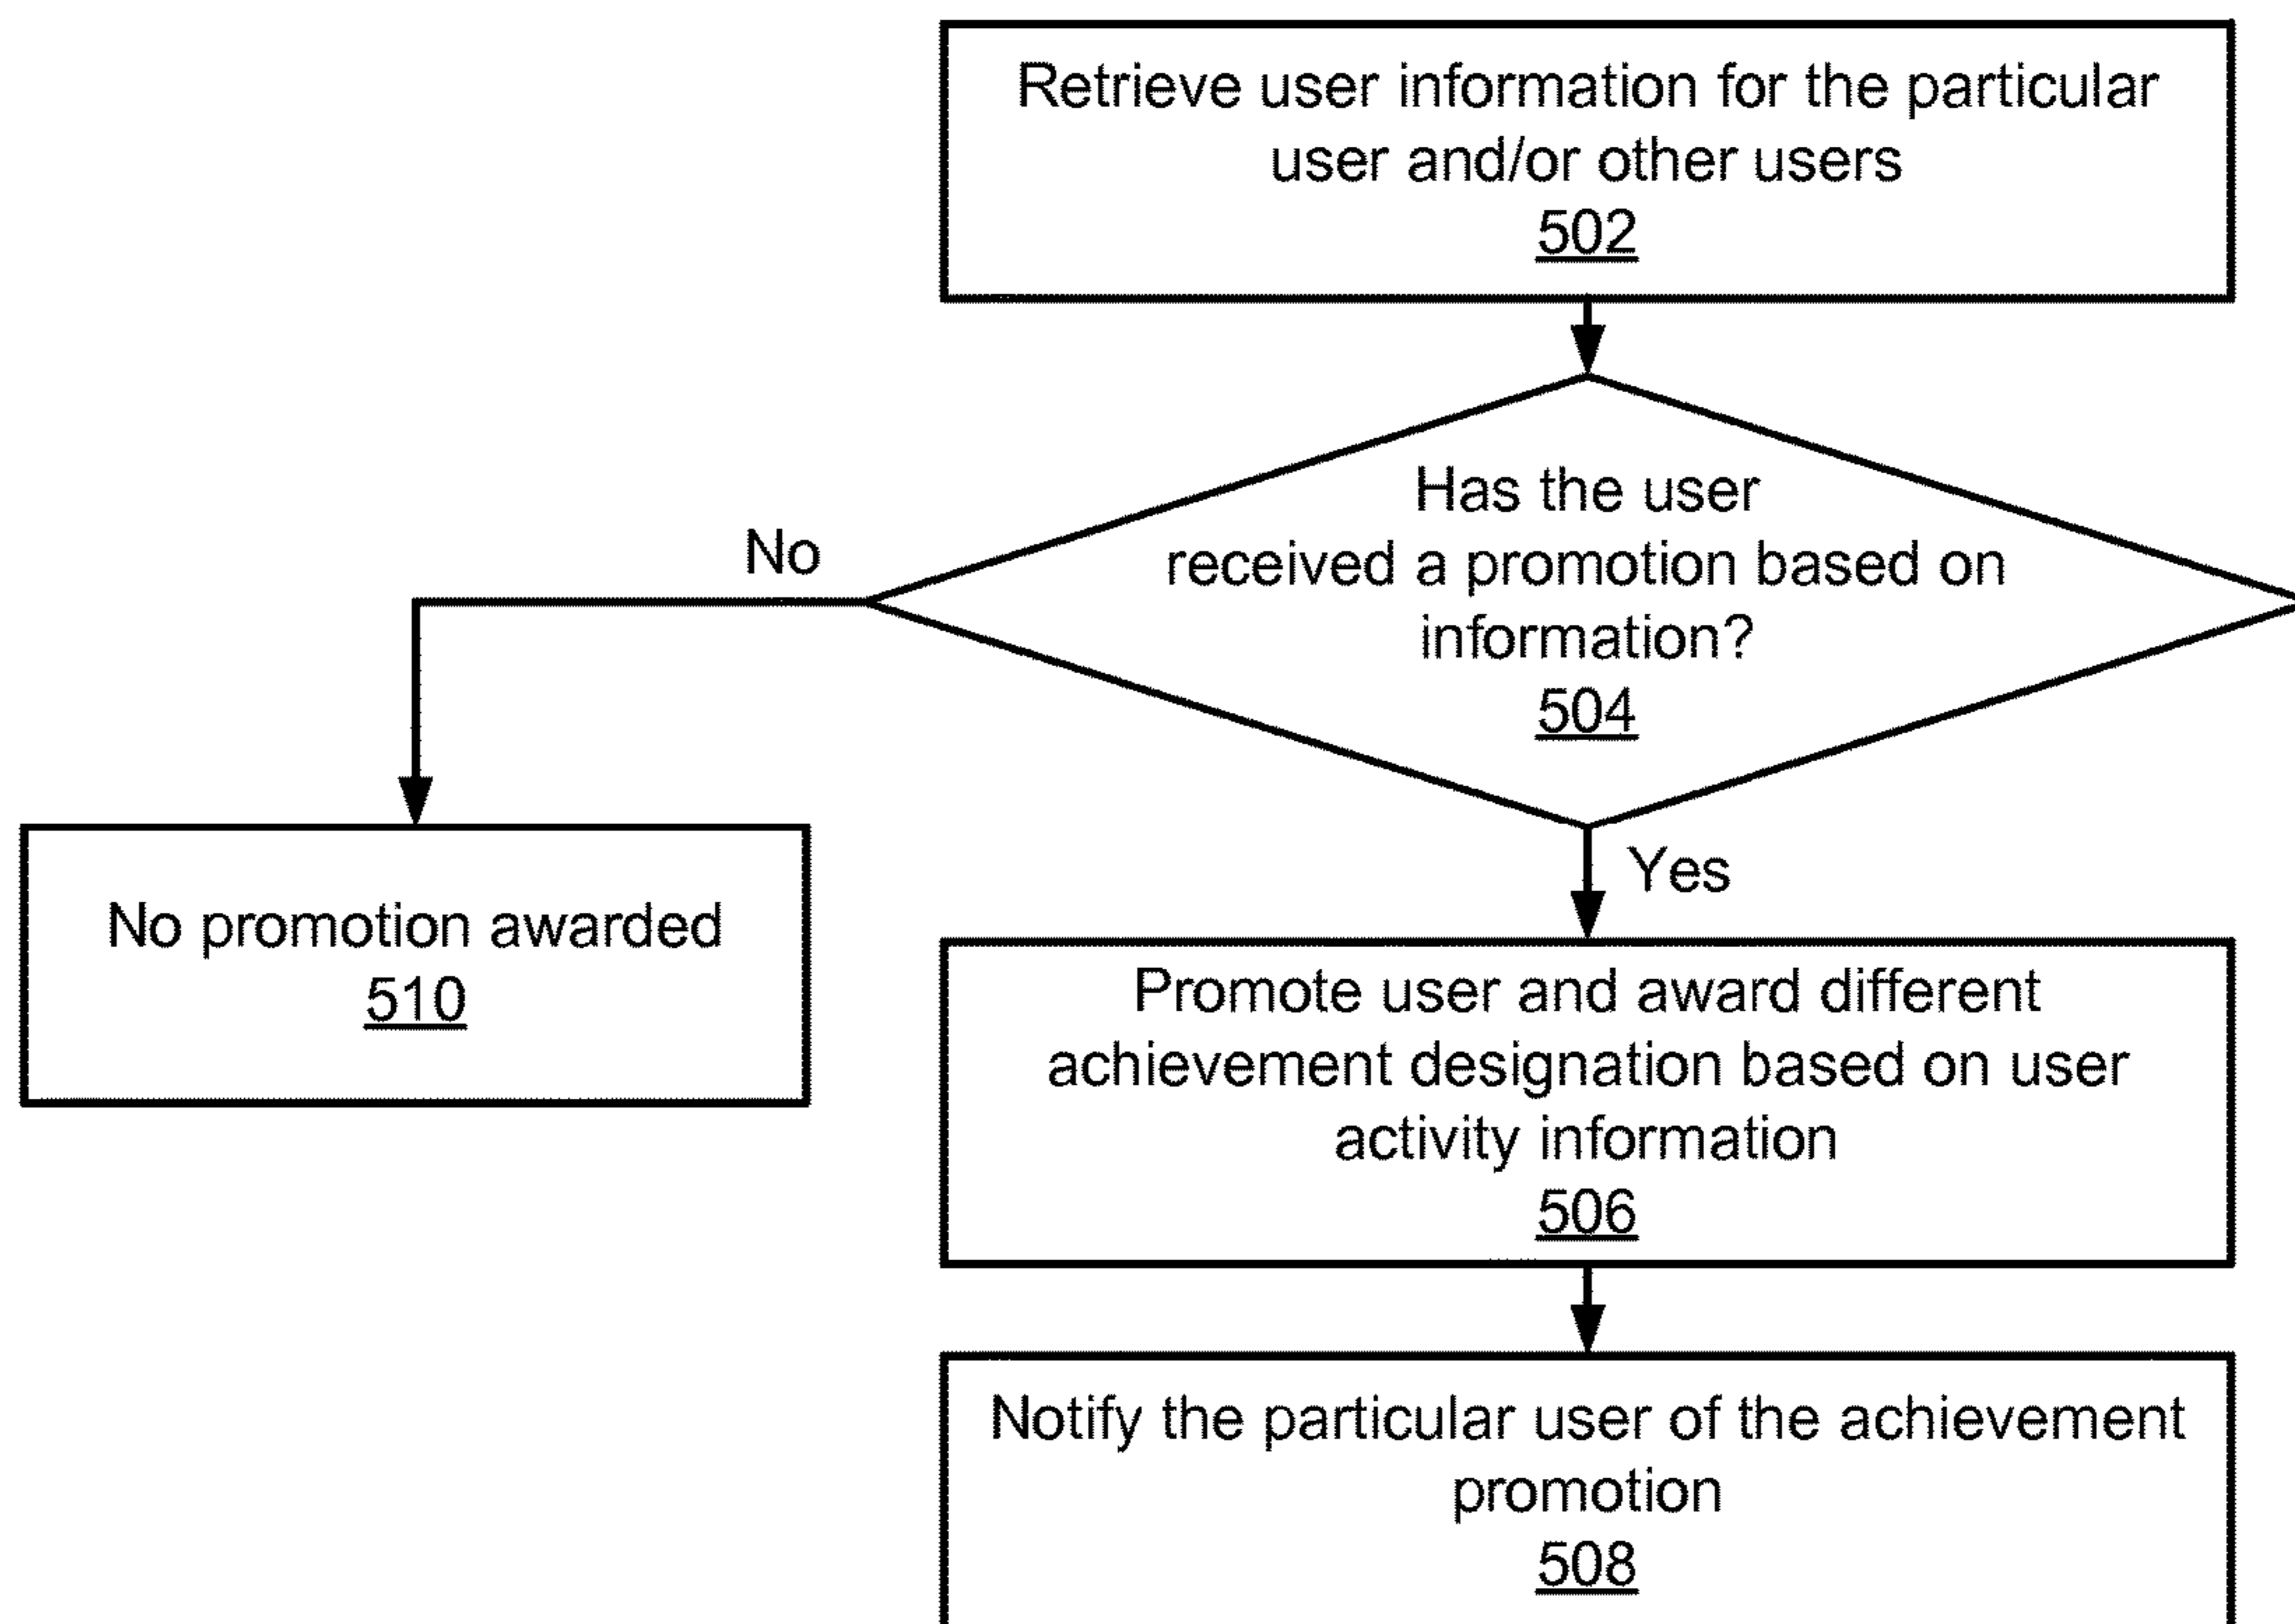 Retrieve user information for the particular
user and/or other users
502
Has the user
received a promotion based on
information?
504
No
Yes
No promotion awarded
510
Promote user and award different
achievement designation based on user
activity information
506
Notify the particular user of the achievement
promotion
508